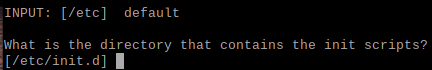 INPUT: [/etc]  default
What is the directory that contains the init scripts?
[/etc/init.d]